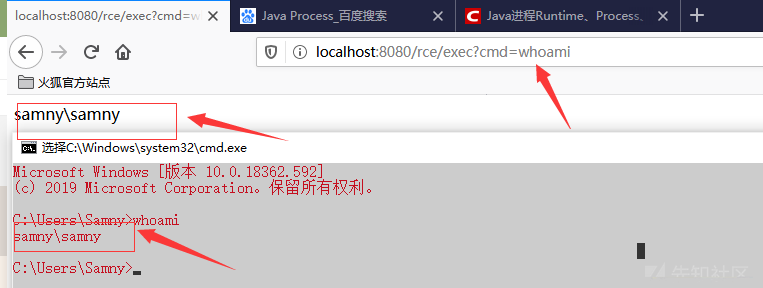 localhost:8080/rce/exec?cmd=w
Java Process_百度搜索
Java进程Runtime、Process、
localhost:8080/rce/exec?cmd=whoami
火狐官方站点
samny\samny
选择C:\Windows\system32\cmd.exe
Microsoft Windows [版本 10.0.18362.592]
(c) 2019 Microsoft Corporation。保留所有权利。
C:\Users\Samny>whoami
samny\samny
C:\Users\Samny>
先知社区